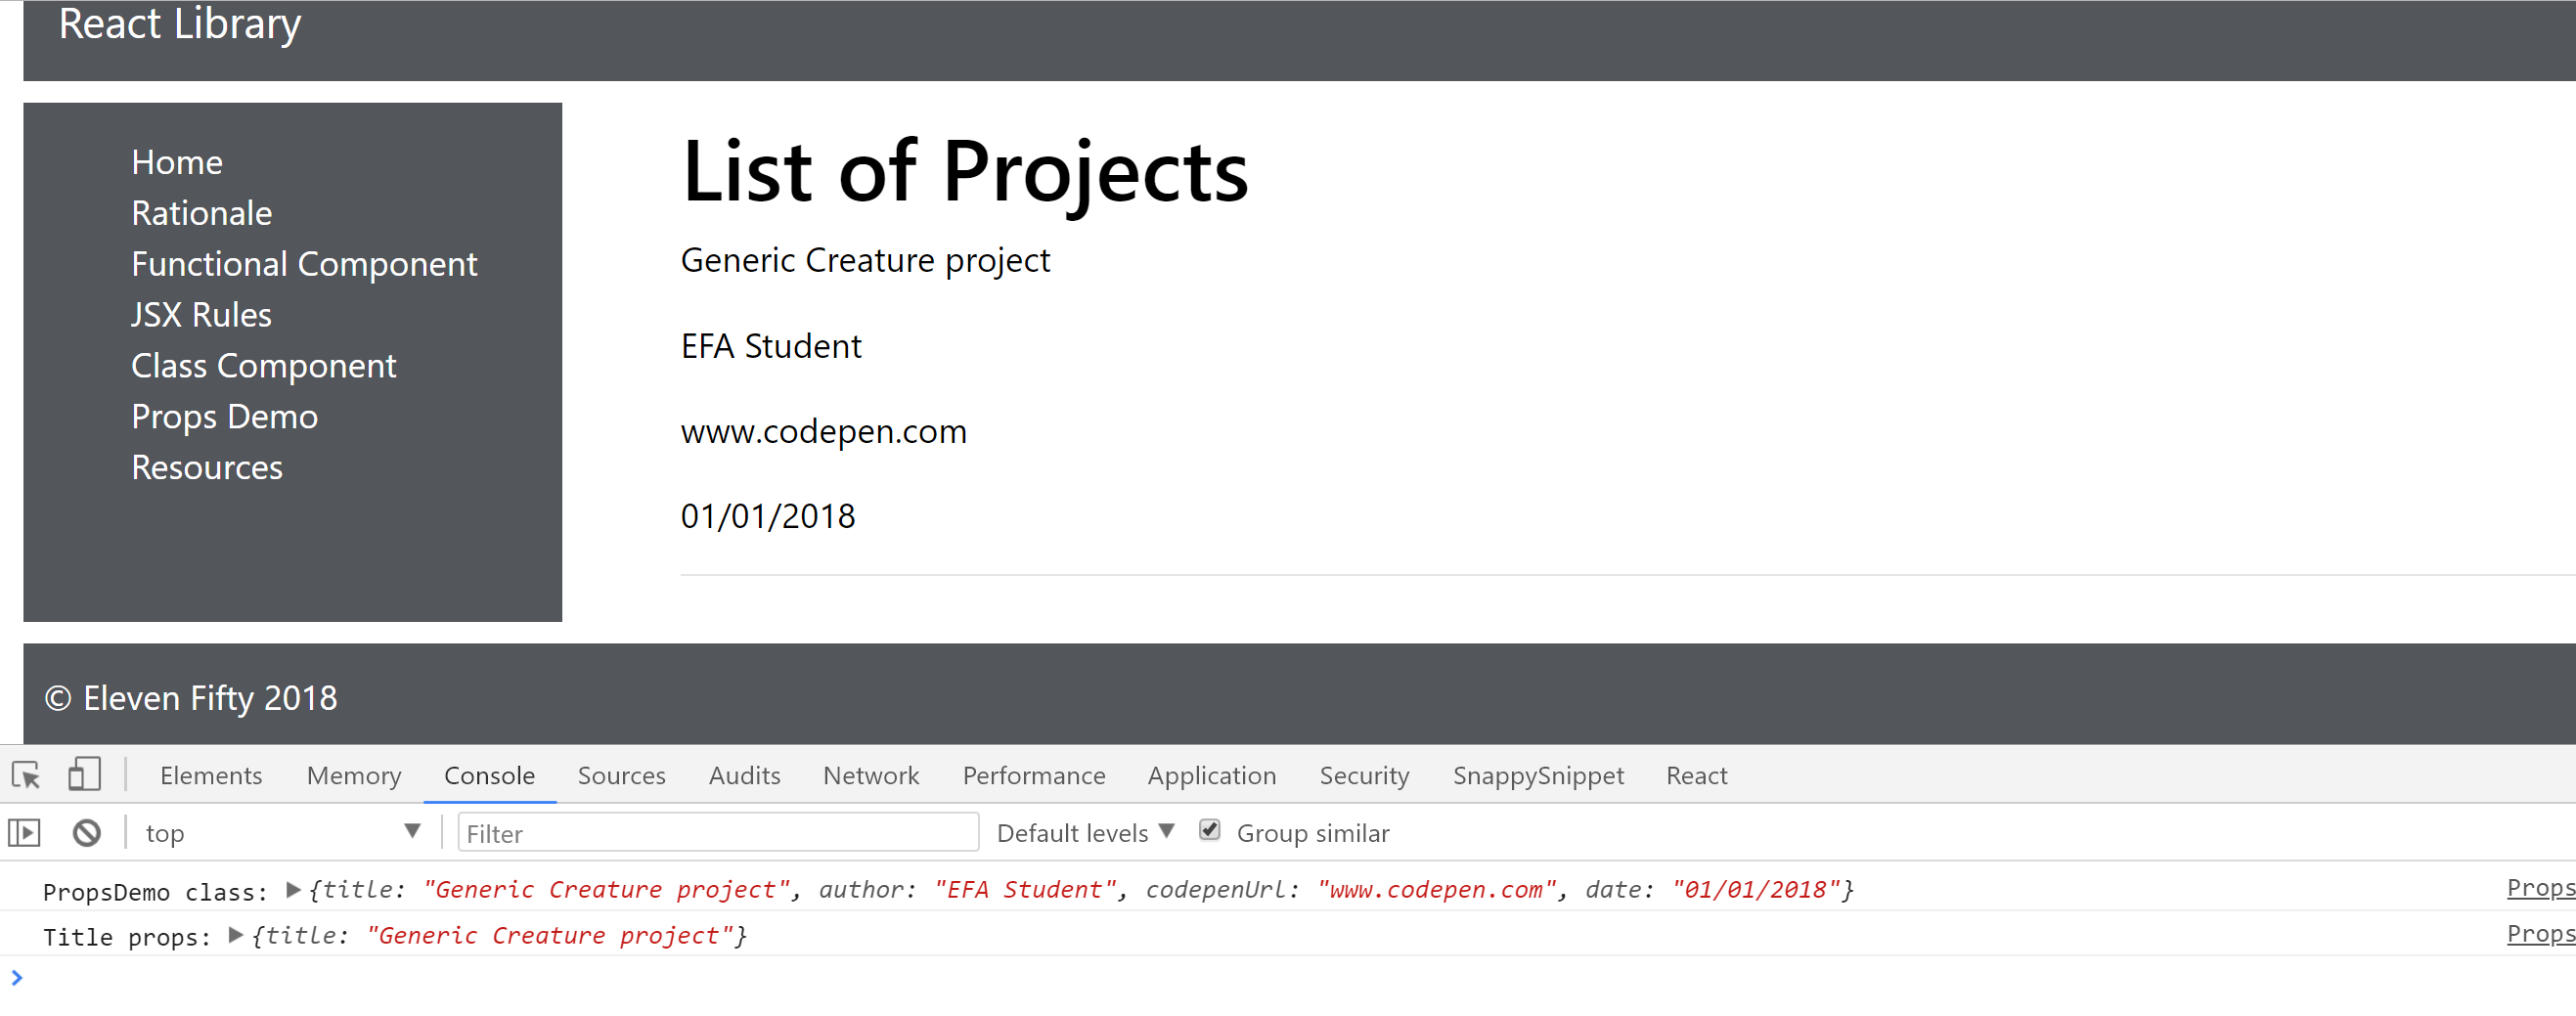 React Library
Home
Rationale
Functional Component
JSX Rules
Class Component
Props Demo
Resources
List of Projects
Generic Creature project
EFA Student
www.codepen.com
01/01/2018
© Eleven Fifty 2018
Elements Memory Console Sources Audits Network Performance Application Security SnappySnippet React
top Filter Default levels Group similar
PropsDemo class: {title: "Generic Creature project", author: "EFA Student", codepenUrl: "www.codepen.com", date: "01/01/2018"} Props
Title props: {title: "Generic Creature project"} Props